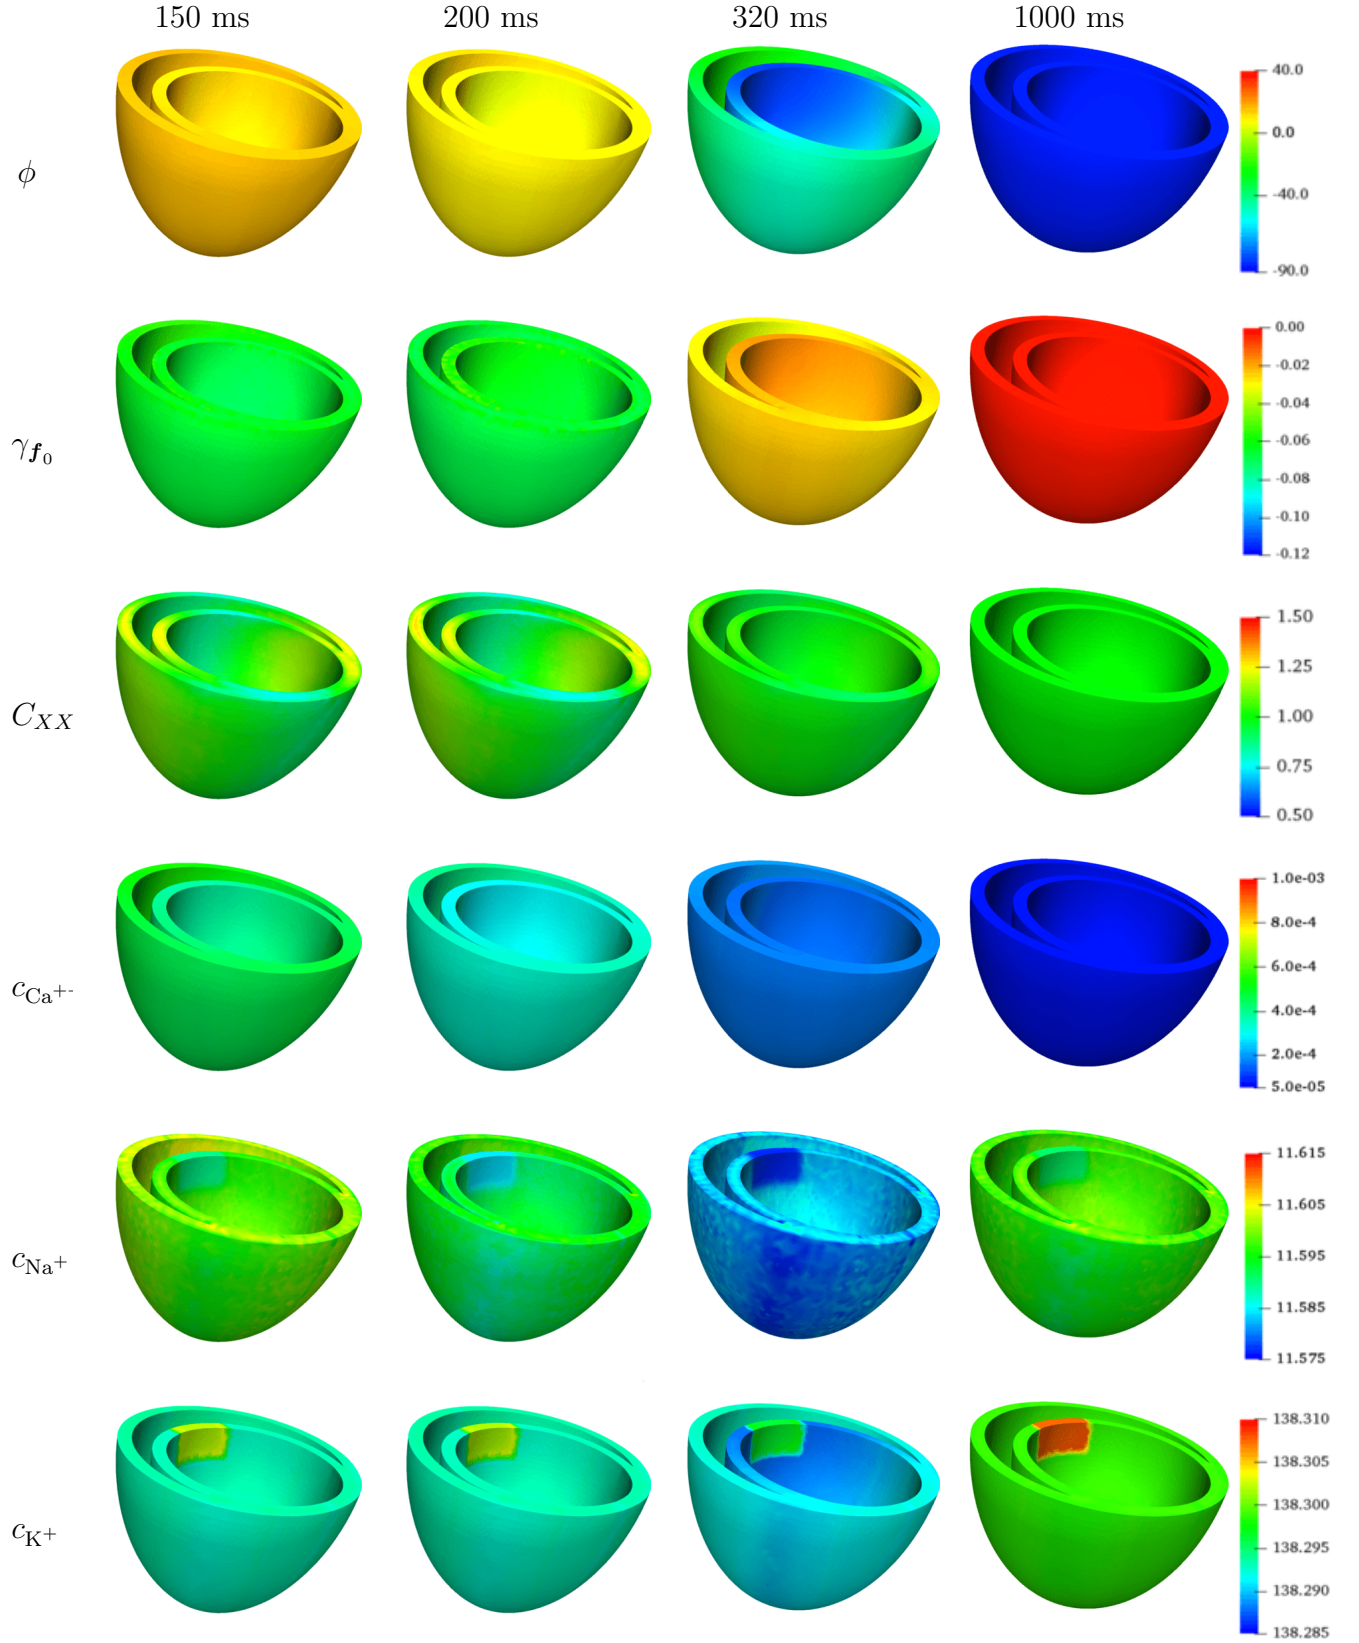 150 ms 200 ms 320 ms 1000 ms
ϕ
40.0
0.0
-40.0
-90.0
γ𝒇₀
0.00
-0.02
-0.04
-0.06
-0.08
-0.10
-0.12
C_XX
1.50
1.25
1.00
0.75
0.50
c_Ca⁺⁻
1.0e-03
8.0e-4
6.0e-4
4.0e-4
2.0e-4
5.0e-05
c_Na⁺
11.615
11.605
11.595
11.585
11.575
c_K⁺
138.310
138.305
138.300
138.295
138.290
138.285